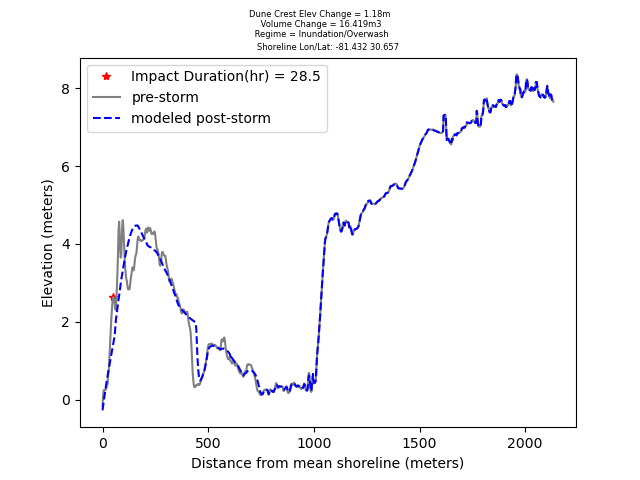 Dune Crest Elev Change = 1.18m
Volume Change = 16.419m3
Regime = Inundation/Overwash
Shoreline Lon/Lat: -81.432 30.657
Impact Duration(hr) = 28.5
pre-storm
modeled post-storm
Elevation (meters)
8
6
4
2
0
0 500 1000 1500 2000
Distance from mean shoreline (meters)